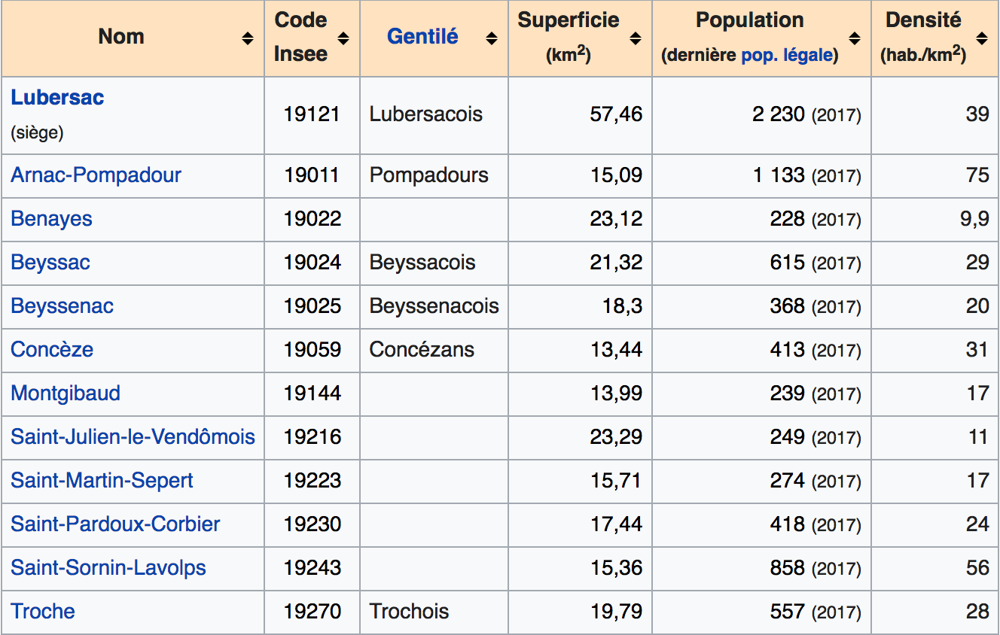 Nom Code Insee Gentilé Superficie (km²) Population (dernière pop. légale) Densité (hab./km²)
Lubersac (siège) 19121 Lubersacois 57,46 2 230 (2017) 39
Arnac-Pompadour 19011 Pompadours 15,09 1 133 (2017) 75
Benayes 19022 23,12 228 (2017) 9,9
Beyssac 19024 Beyssacois 21,32 615 (2017) 29
Beyssenac 19025 Beyssenacois 18,3 368 (2017) 20
Concèze 19059 Concézans 13,44 413 (2017) 31
Montgibaud 19144 13,99 239 (2017) 17
Saint-Julien-le-Vendômois 19216 23,29 249 (2017) 11
Saint-Martin-Sepert 19223 15,71 274 (2017) 17
Saint-Pardoux-Corbier 19230 17,44 418 (2017) 24
Saint-Sornin-Lavolps 19243 15,36 858 (2017) 56
Troche 19270 Trochois 19,79 557 (2017) 28